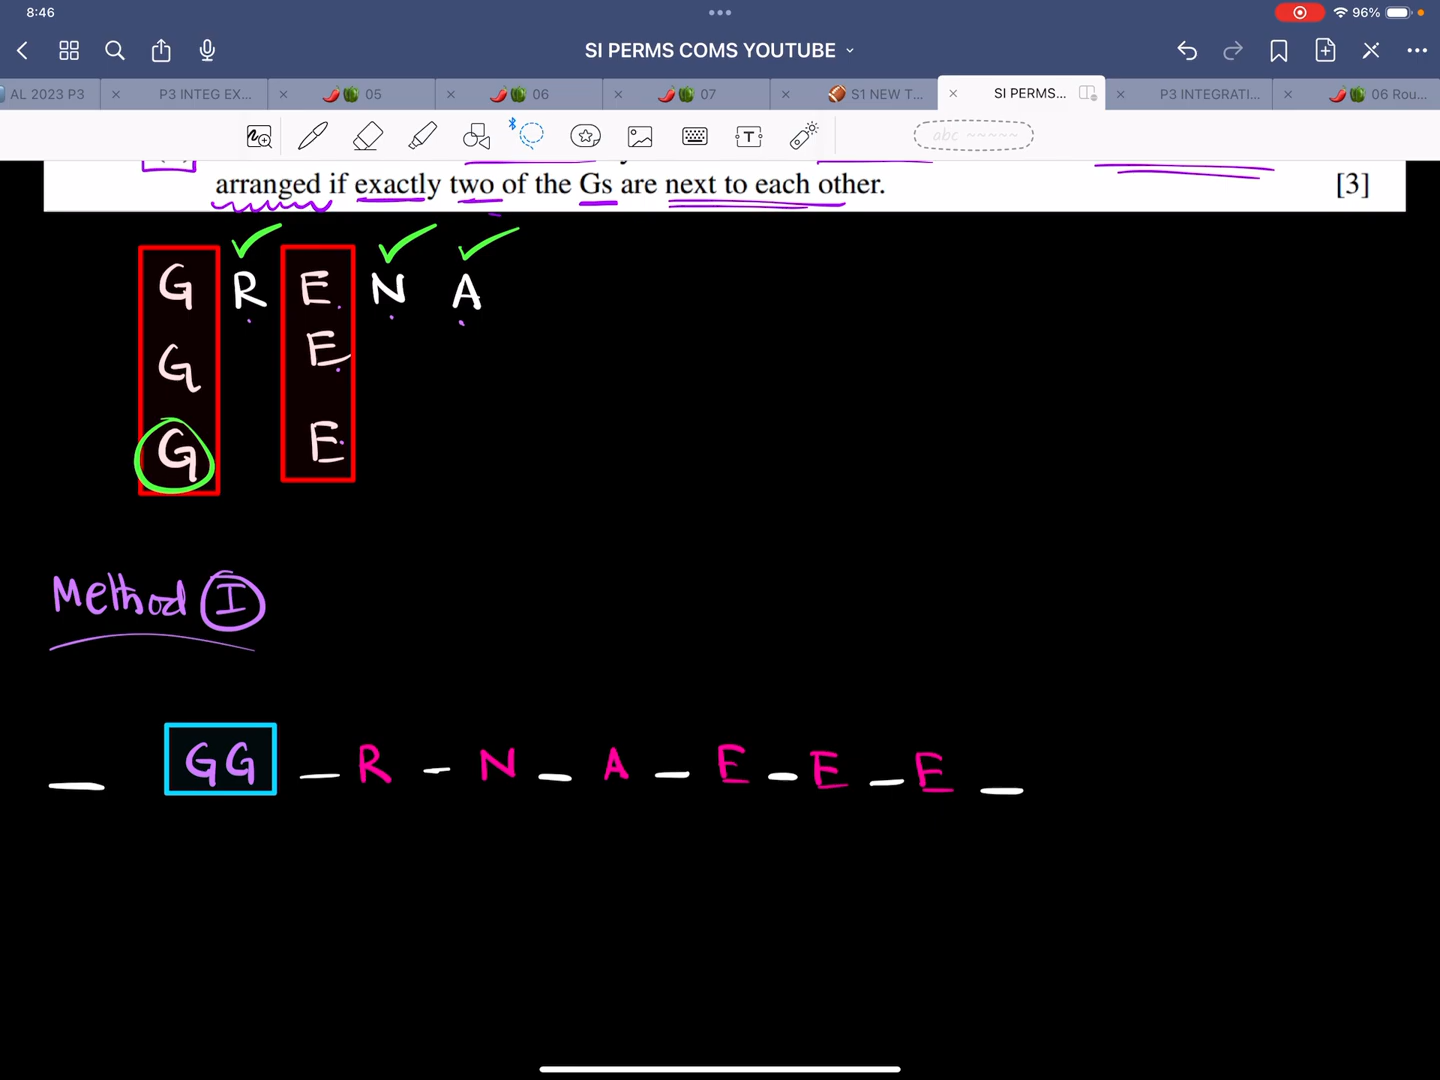 8:46
96%
SI PERMS COMS YOUTUBE
AL 2023 P3
P3 INTEG EX...
05
06
07
S1 NEW T...
SI PERMS...
P3 INTEGRATI...
06 Rou...
abc
arranged if exactly two of the Gs are next to each other. [3]
G R E N A
G E
G E
Method I
_ GG _ R - N _ A _ E _ E _ E _